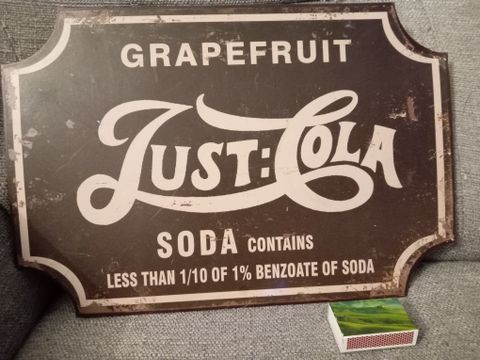 GRAPEFRUIT
JUST:COLA
SODA CONTAINS
LESS THAN 1/10 OF 1% BENZOATE OF SODA